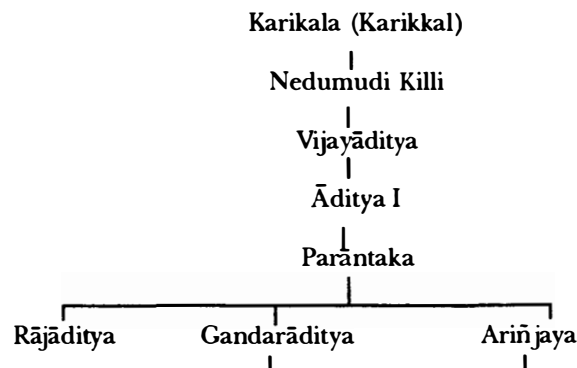 Karikala (Karikkal)
Nedumudi Killi
Vijayāditya
Āditya I
Parāntaka
Rājāditya Gandarāditya Ariñjaya